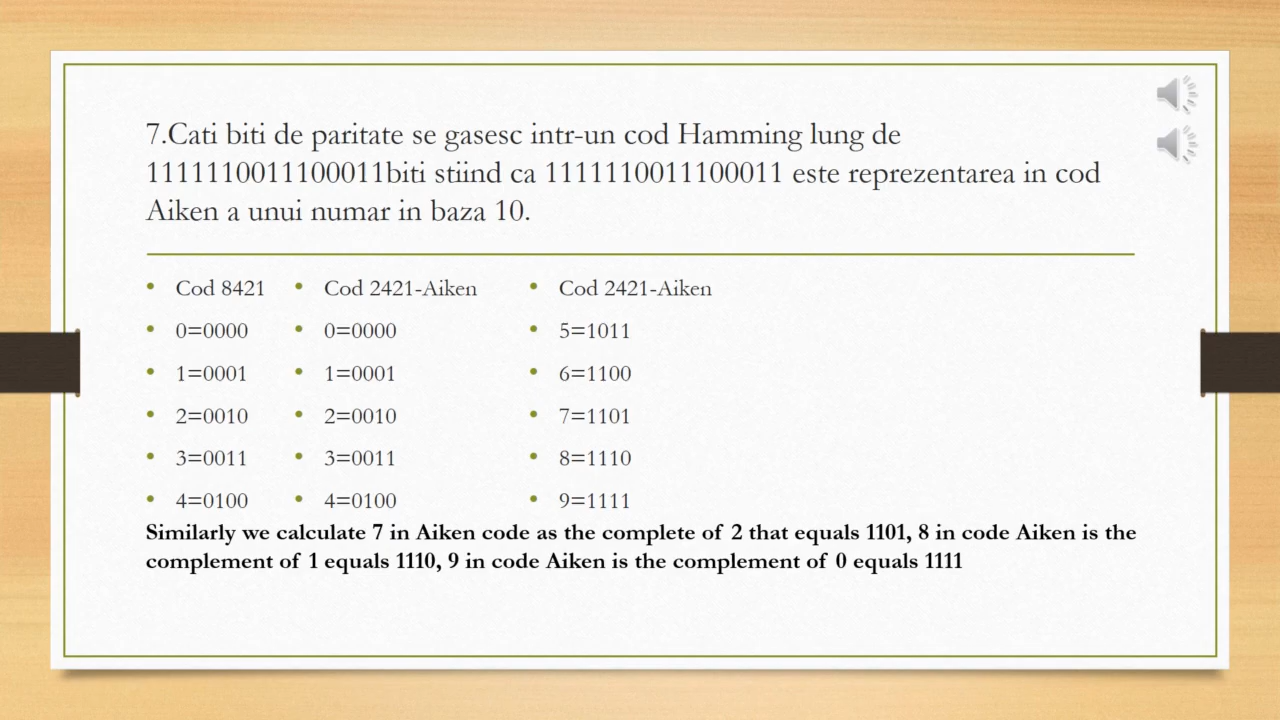 7.Cati biti de paritate se gasesc intr-un cod Hamming lung de
1111110011100011biti stiind ca 1111110011100011 este reprezentarea in cod
Aiken a unui numar in baza 10.
• Cod 8421
• 0=0000
• 1=0001
• 2=0010
• 3=0011
• 4=0100
• Cod 2421-Aiken
• 0=0000
• 1=0001
• 2=0010
• 3=0011
• 4=0100
• Cod 2421-Aiken
• 5=1011
• 6=1100
• 7=1101
• 8=1110
• 9=1111
Similarly we calculate 7 in Aiken code as the complete of 2 that equals 1101, 8 in code Aiken is the
complement of 1 equals 1110, 9 in code Aiken is the complement of 0 equals 1111